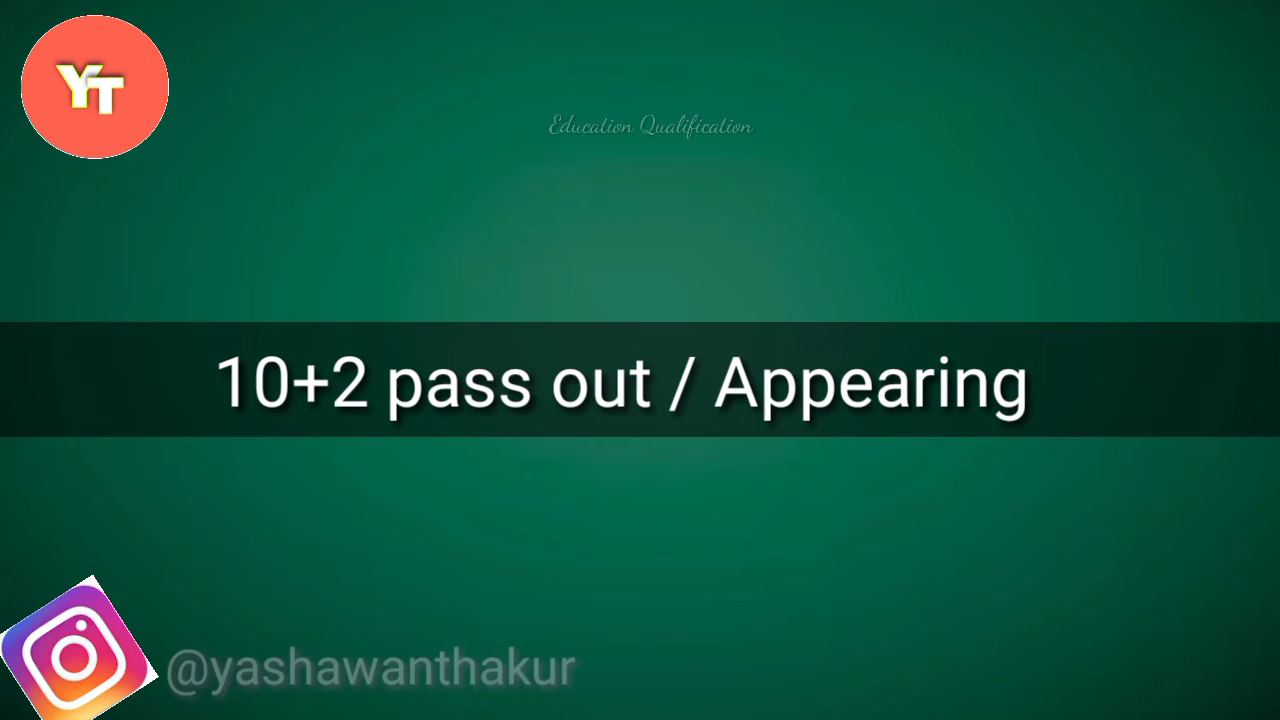 YT
Education Qualification
10+2 pass out / Appearing
@yashawanthakur